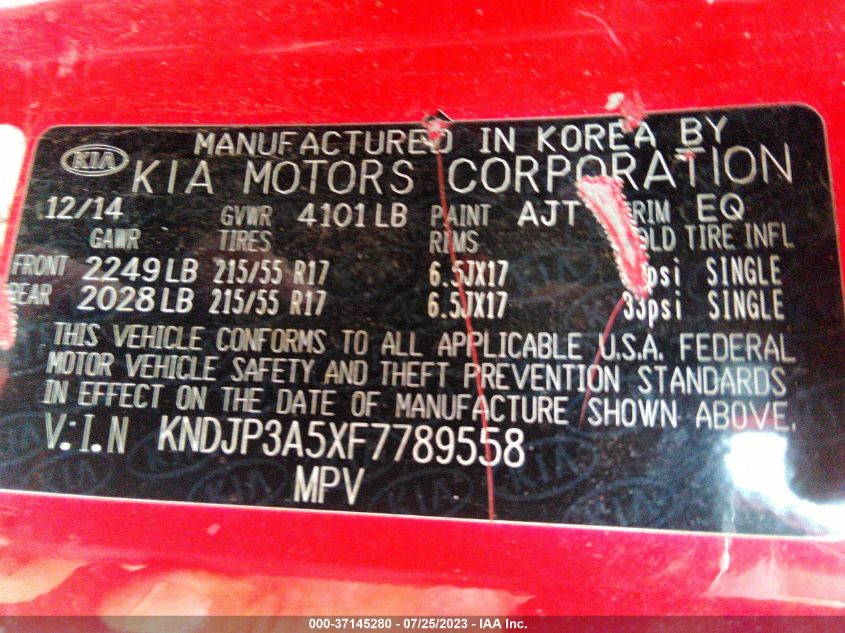 MANUFACTURED IN KOREA BY
KIA KIA MOTORS CORPORATION
12/14 GVWR 4101LB PAINT AJT EQ
GAWR TIRES RIMS TIRE INFL
FRONT 2249LB 215/55 R17 6.5JX17 psi SINGLE
REAR 2028LB 215/55 R17 6.5JX17 33psi SINGLE
THIS VEHICLE CONFORMS TO ALL APPLICABLE U.S.A. FEDERAL
MOTOR VEHICLE SAFETY AND THEFT PREVENTION STANDARDS
IN EFFECT ON THE DATE OF MANUFACTURE SHOWN ABOVE.
V.I.N KNDJP3A5XF7789558
MPV
000-37145280 - 07/25/2023 - IAA Inc.